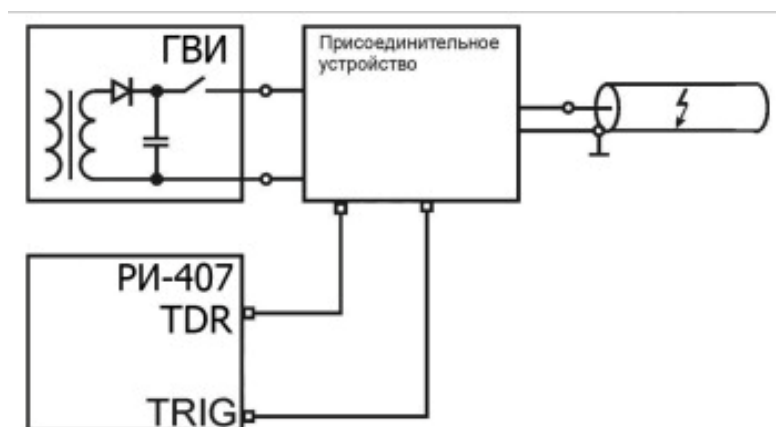 ГВИ
Присоединительное
устройство
РИ-407
TDR
TRIG